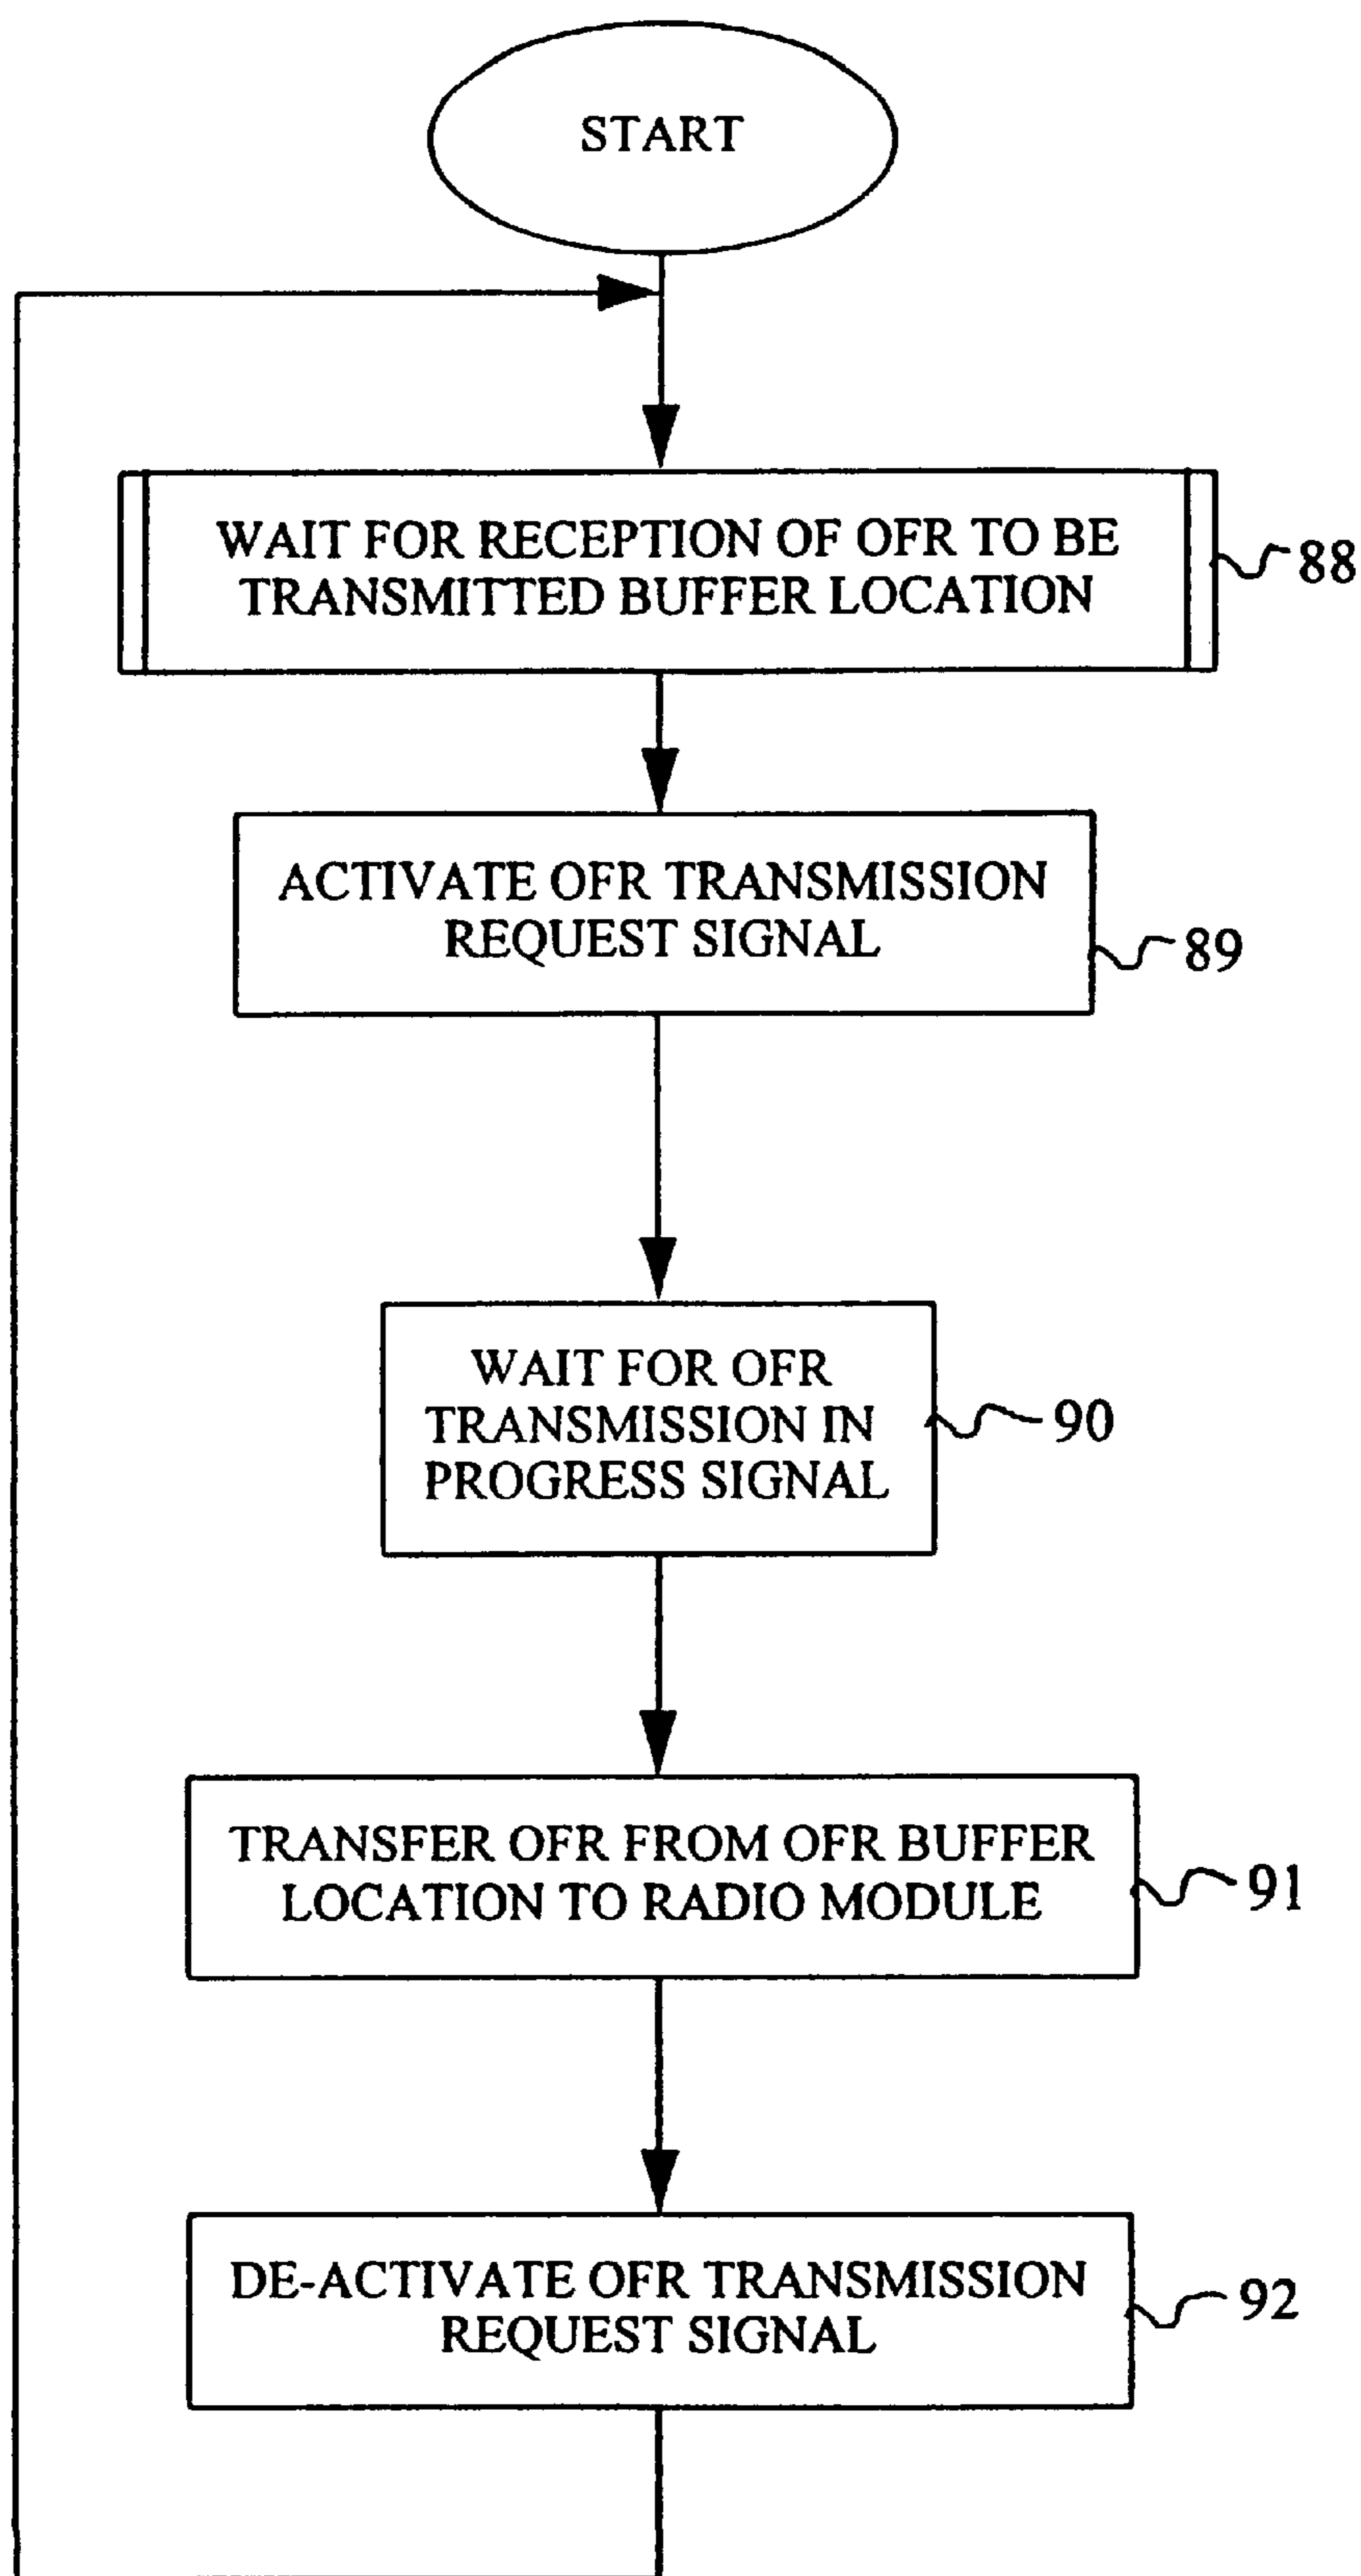 START
WAIT FOR RECEPTION OF OFR TO BE
TRANSMITTED BUFFER LOCATION
88
ACTIVATE OFR TRANSMISSION
REQUEST SIGNAL
89
WAIT FOR OFR
TRANSMISSION IN
PROGRESS SIGNAL
90
TRANSFER OFR FROM OFR BUFFER
LOCATION TO RADIO MODULE
91
DE-ACTIVATE OFR TRANSMISSION
REQUEST SIGNAL
92